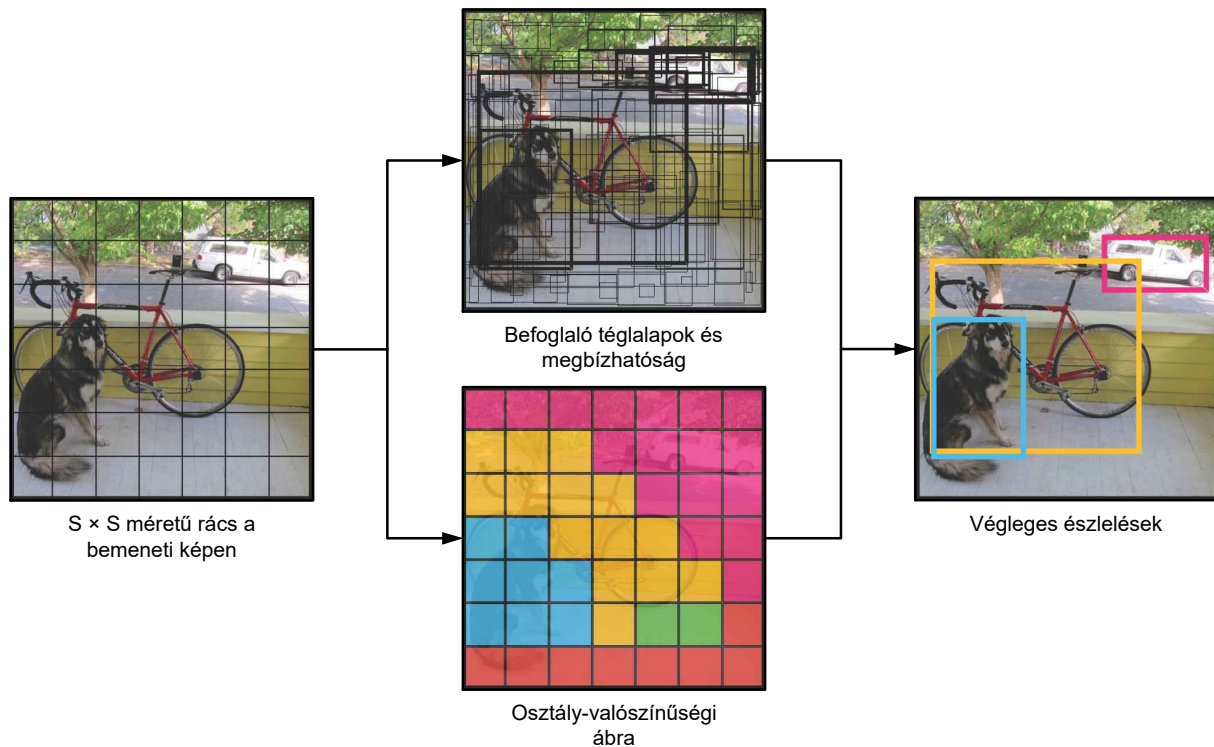 S × S méretű rács a
bemeneti képen
Befoglaló téglalapok és
megbízhatóság
Osztály-valószínűségi
ábra
Végleges észlelések